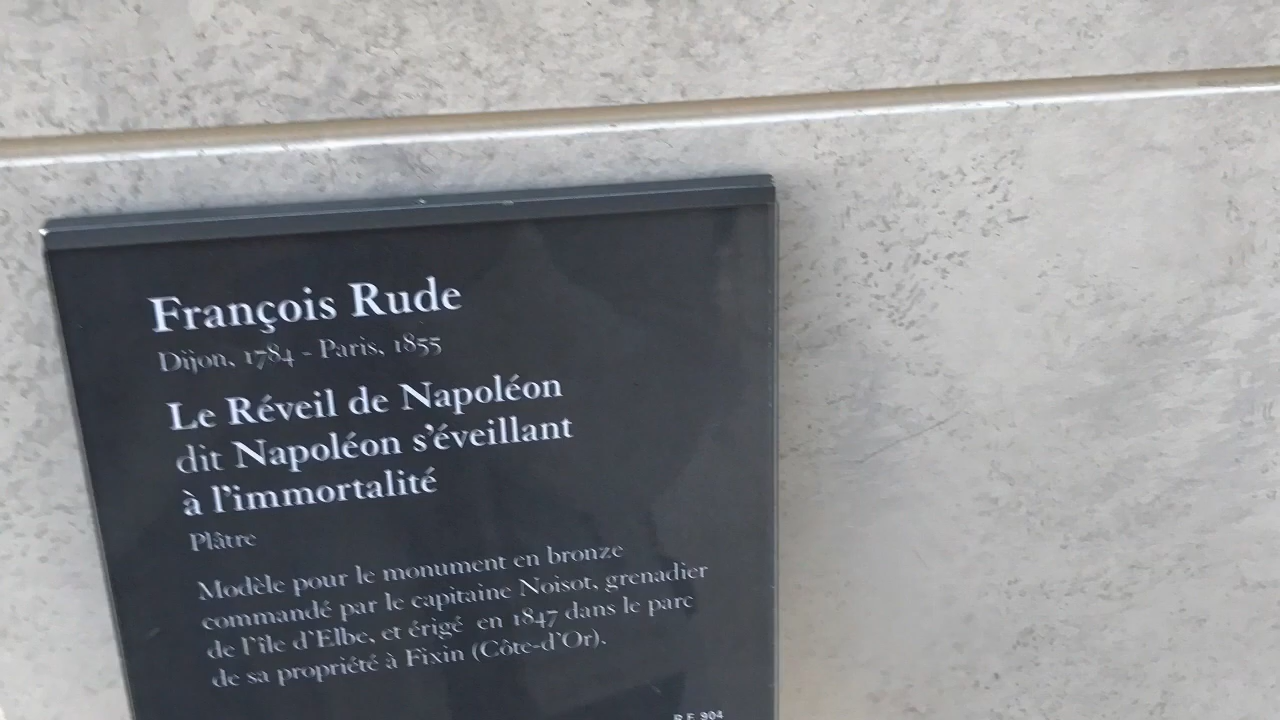 François Rude
Dijon, 1784 - Paris, 1855
Le Réveil de Napoléon
dit Napoléon s'éveillant
à l'immortalité
Plâtre
Modèle pour le monument en bronze
commandé par le capitaine Noisot, grenadier
de l'île d'Elbe, et érigé en 1847 dans le parc
de sa propriété à Fixin (Côte-d'Or).
R.F. 904